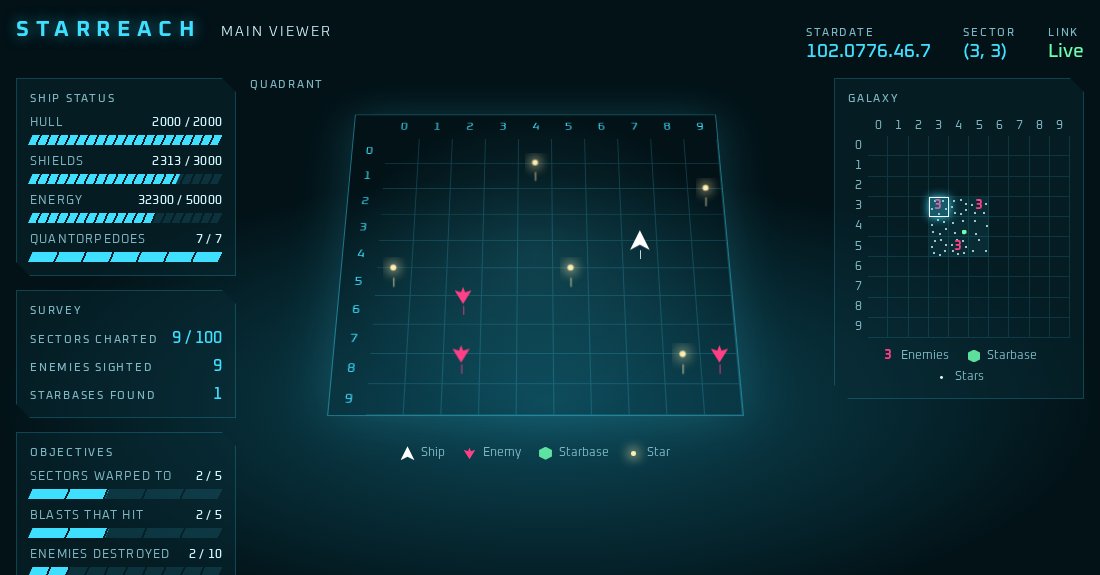 STARREACH MAIN VIEWER
STARDATE SECTOR LINK
102.0776.46.7 (3, 3) Live
SHIP STATUS
HULL 2000 / 2000
SHIELDS 2313 / 3000
ENERGY 32300 / 50000
QUANTORPEDOES 7 / 7
SURVEY
SECTORS CHARTED 9 / 100
ENEMIES SIGHTED 9
STARBASES FOUND 1
OBJECTIVES
SECTORS WARPED TO 2 / 5
BLASTS THAT HIT 2 / 5
ENEMIES DESTROYED 2 / 10
QUADRANT
0 1 2 3 4 5 6 7 8 9
0
1
2
3
4
5
6
7
8
9
Ship Enemy Starbase Star
GALAXY
0 1 2 3 4 5 6 7 8 9
0
1
2
3 3 3
4
5 3
6
7
8
9
3 Enemies Starbase
Stars